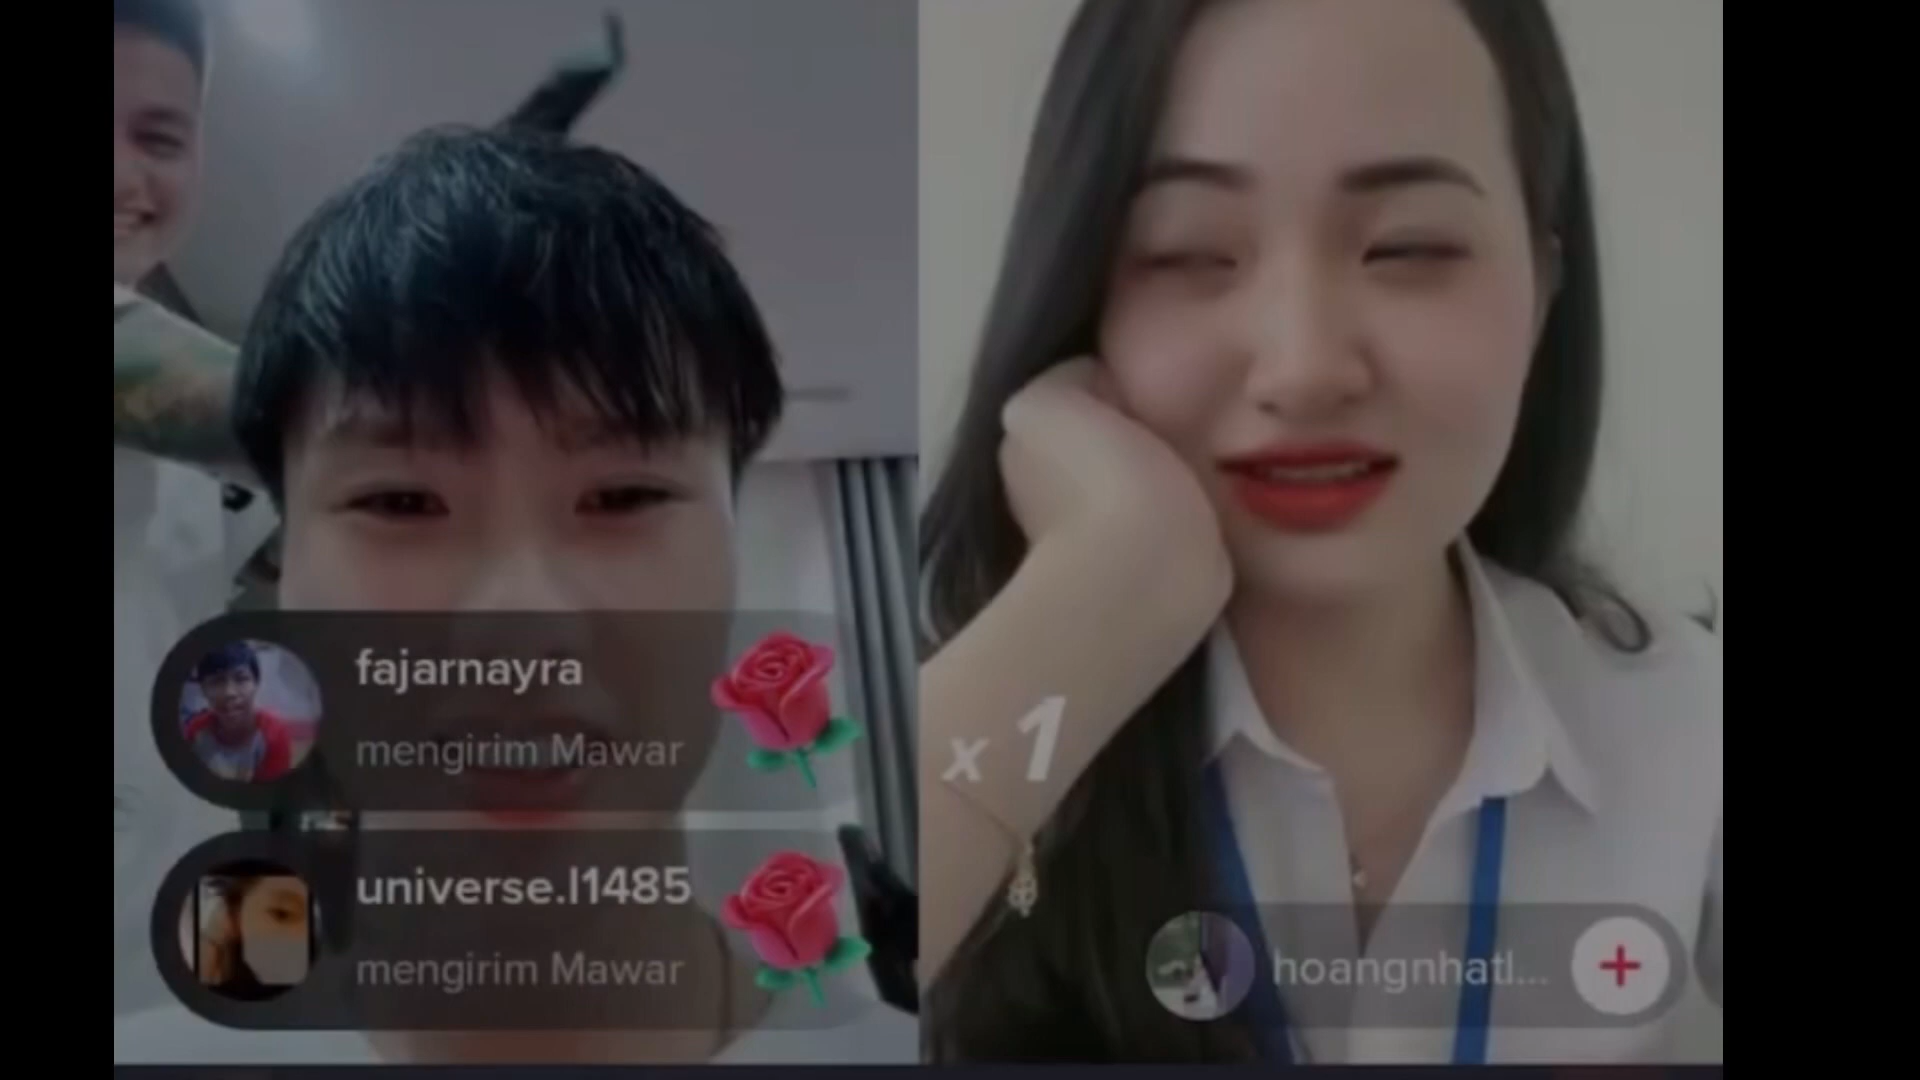 fajarnayra
mengirim Mawar
x 1
universe.l1485
mengirim Mawar
hoangnhatl...